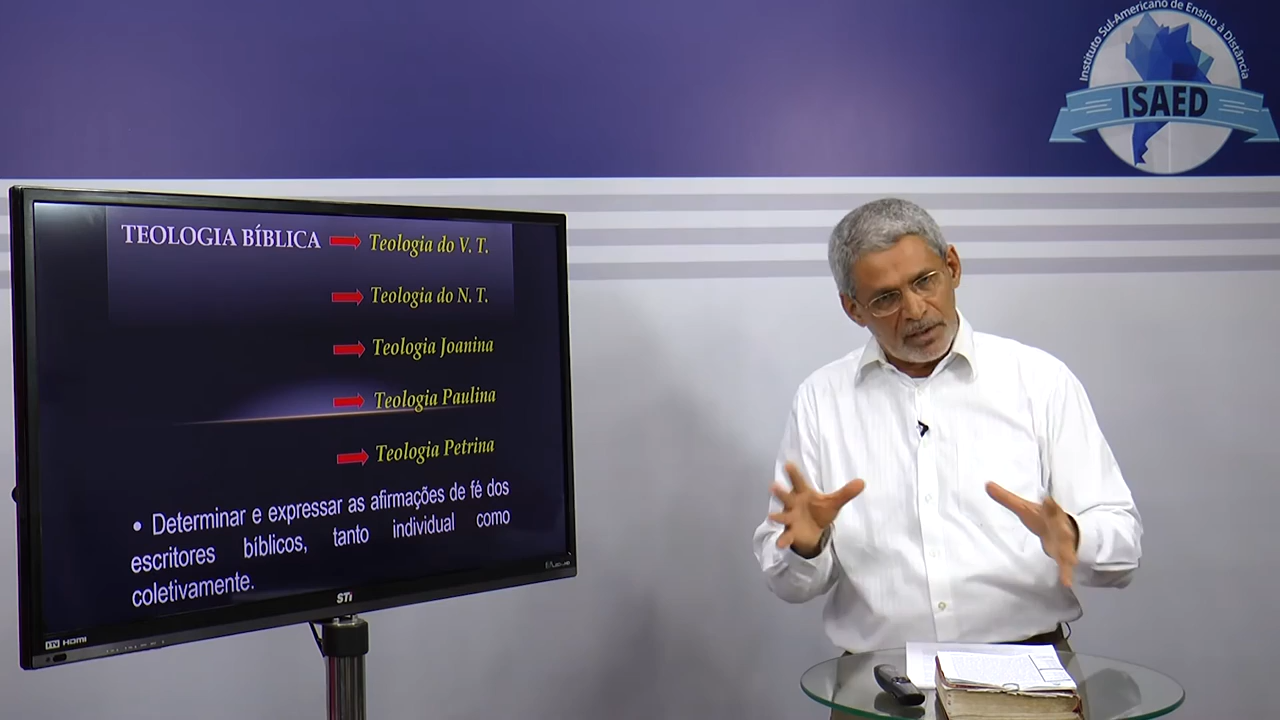 Instituto Sul-Americano de Ensino à Distância
ISAED
TEOLOGIA BÍBLICA Teologia do V. T.
Teologia do N. T.
Teologia Joanina
Teologia Paulina
Teologia Petrina
• Determinar e expressar as afirmações de fé dos
escritores bíblicos, tanto individual como
coletivamente.
STi
HDMI